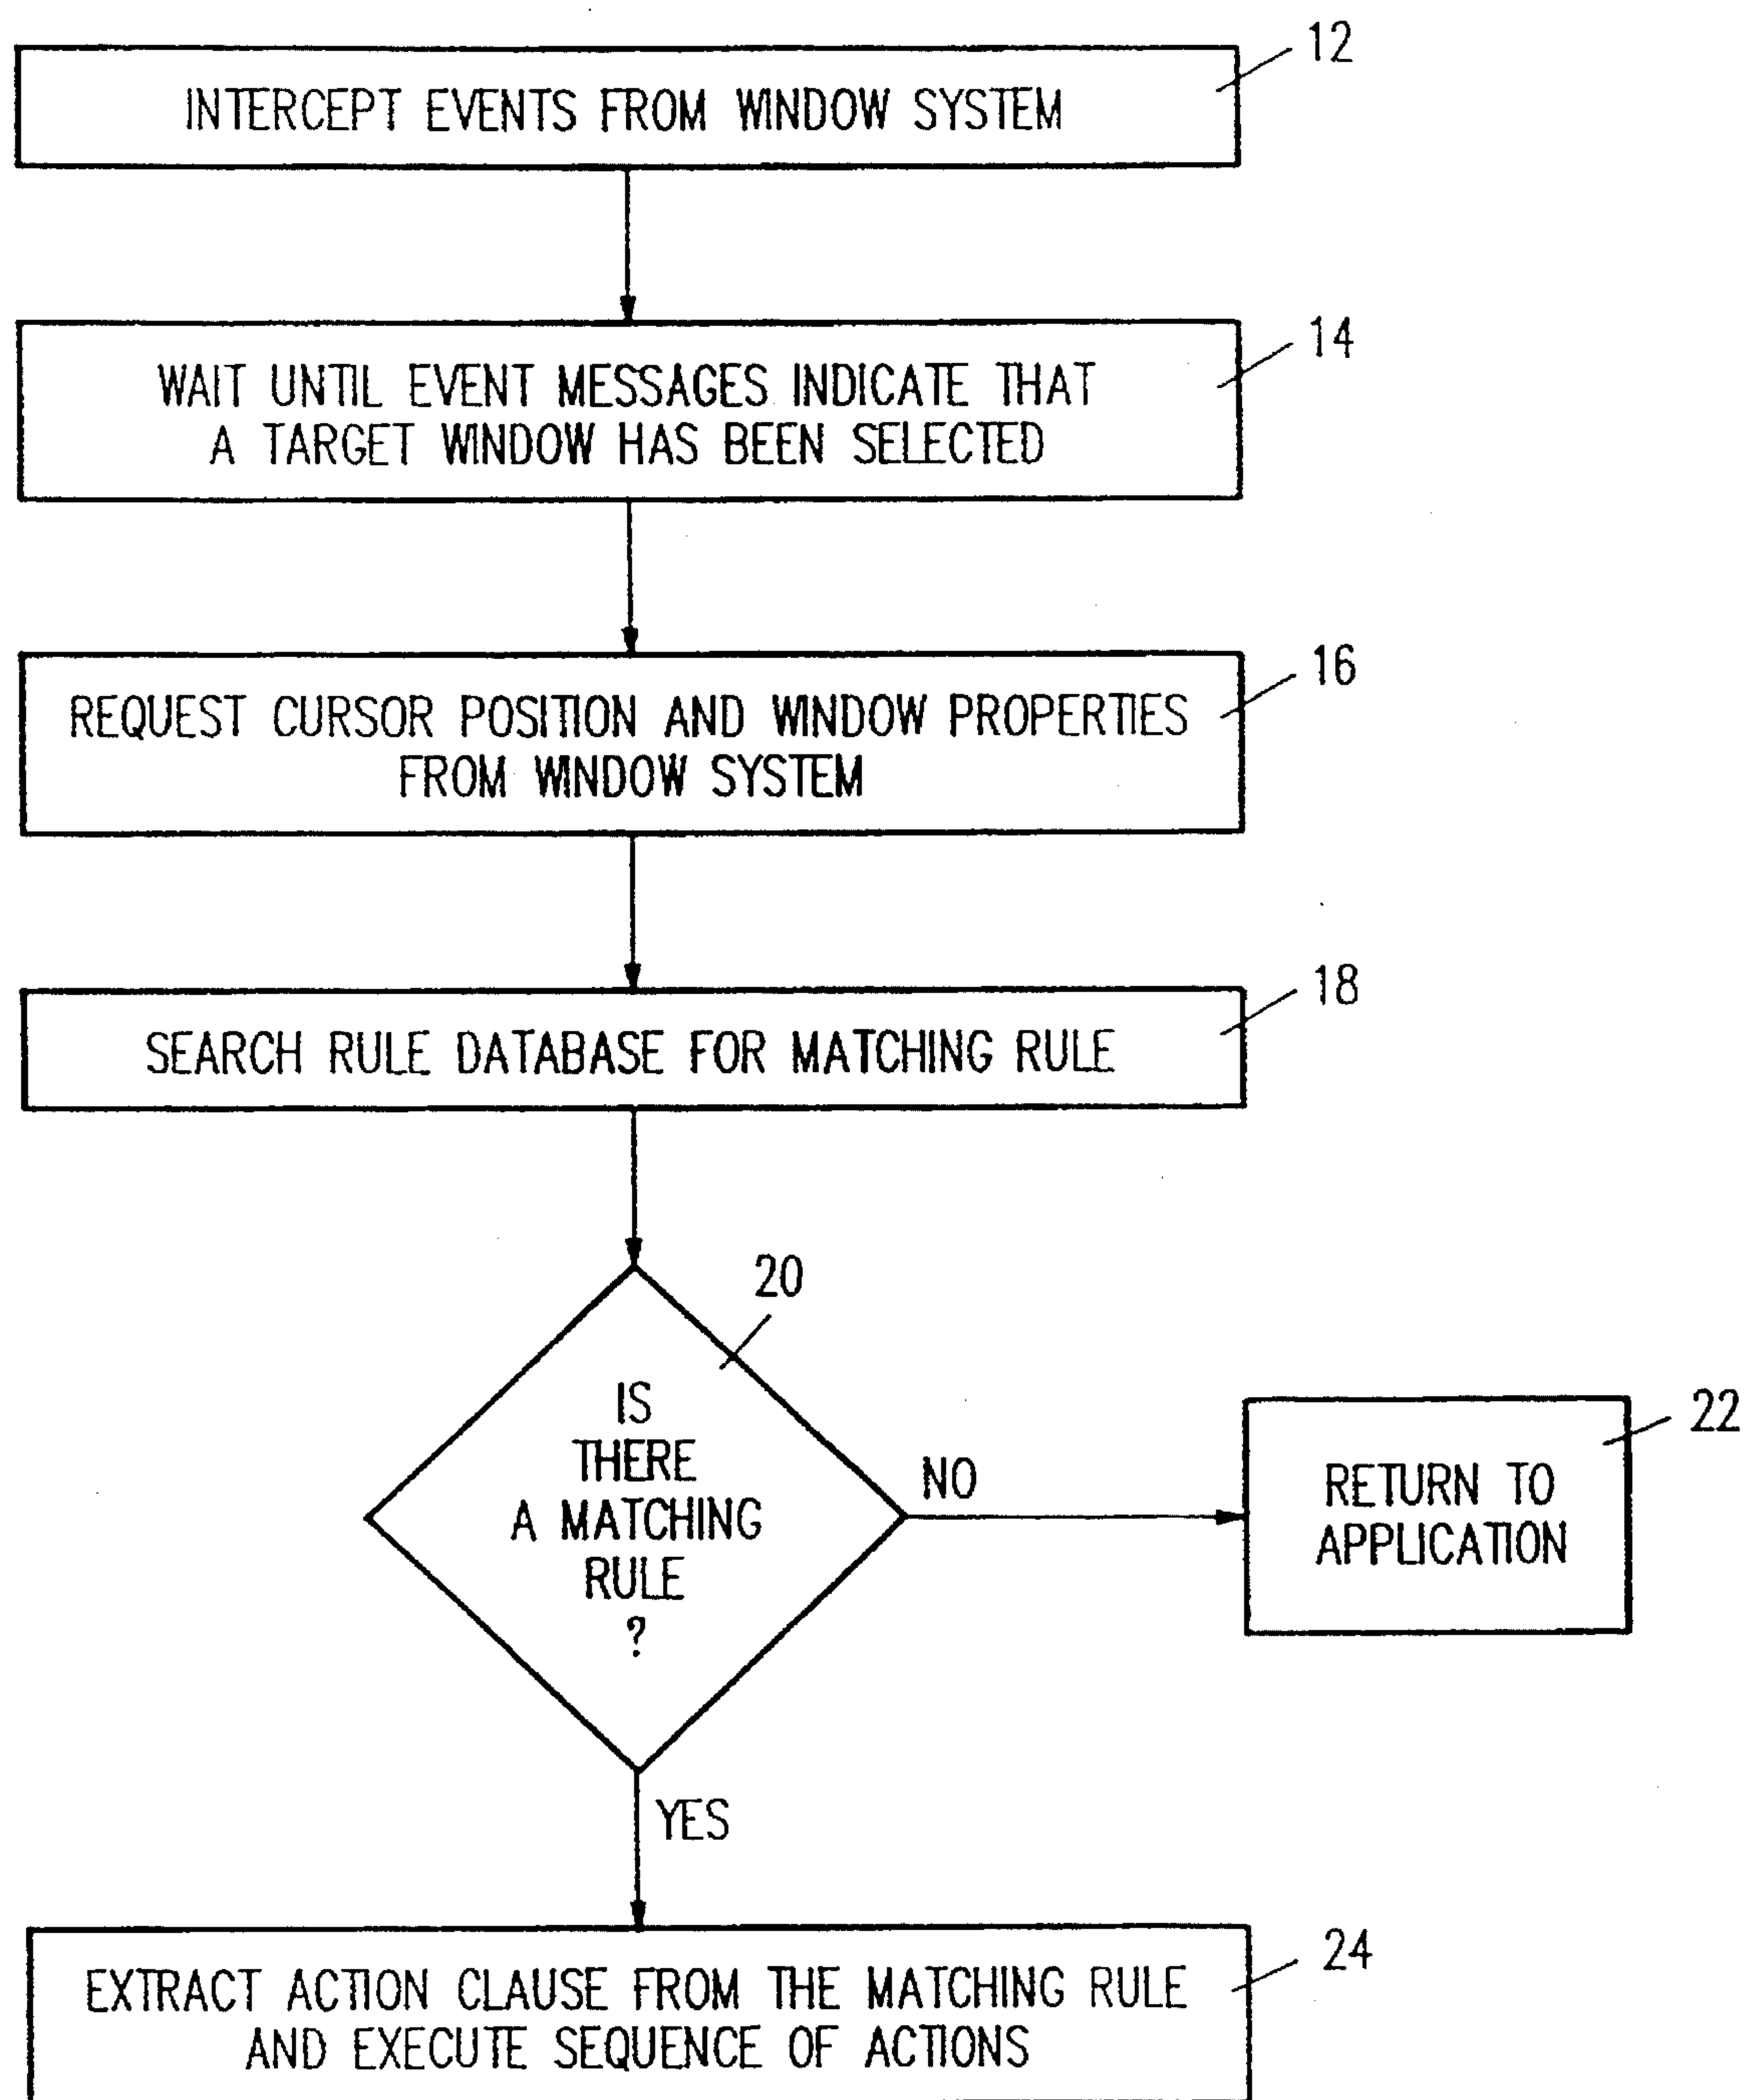 12
INTERCEPT EVENTS FROM WINDOW SYSTEM
14
WAIT UNTIL EVENT MESSAGES INDICATE THAT
A TARGET WINDOW HAS BEEN SELECTED
16
REQUEST CURSOR POSITION AND WINDOW PROPERTIES
FROM WINDOW SYSTEM
18
SEARCH RULE DATABASE FOR MATCHING RULE
20
IS
THERE
A MATCHING
RULE
?
NO
22
RETURN TO
APPLICATION
YES
24
EXTRACT ACTION CLAUSE FROM THE MATCHING RULE
AND EXECUTE SEQUENCE OF ACTIONS